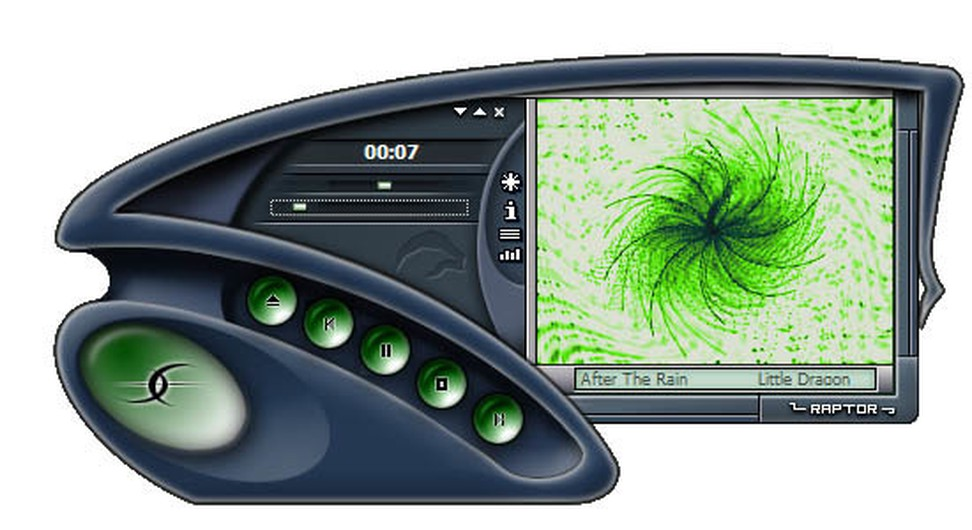 00:07
After The Rain Little Dragon
RAPTOR